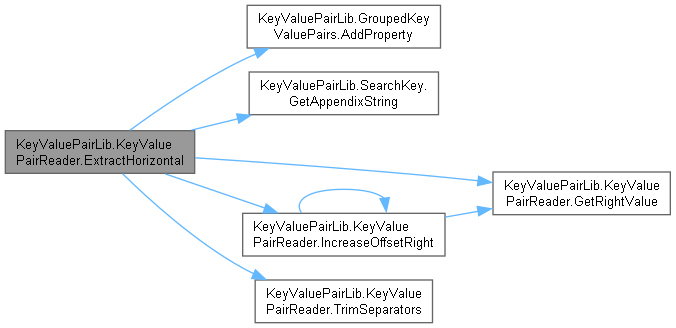 KeyValuePairLib.GroupedKey
ValuePairs.AddProperty
KeyValuePairLib.SearchKey.
GetAppendixString
KeyValuePairLib.KeyValue
PairReader.ExtractHorizontal
KeyValuePairLib.KeyValue
PairReader.GetRightValue
KeyValuePairLib.KeyValue
PairReader.IncreaseOffsetRight
KeyValuePairLib.KeyValue
PairReader.TrimSeparators